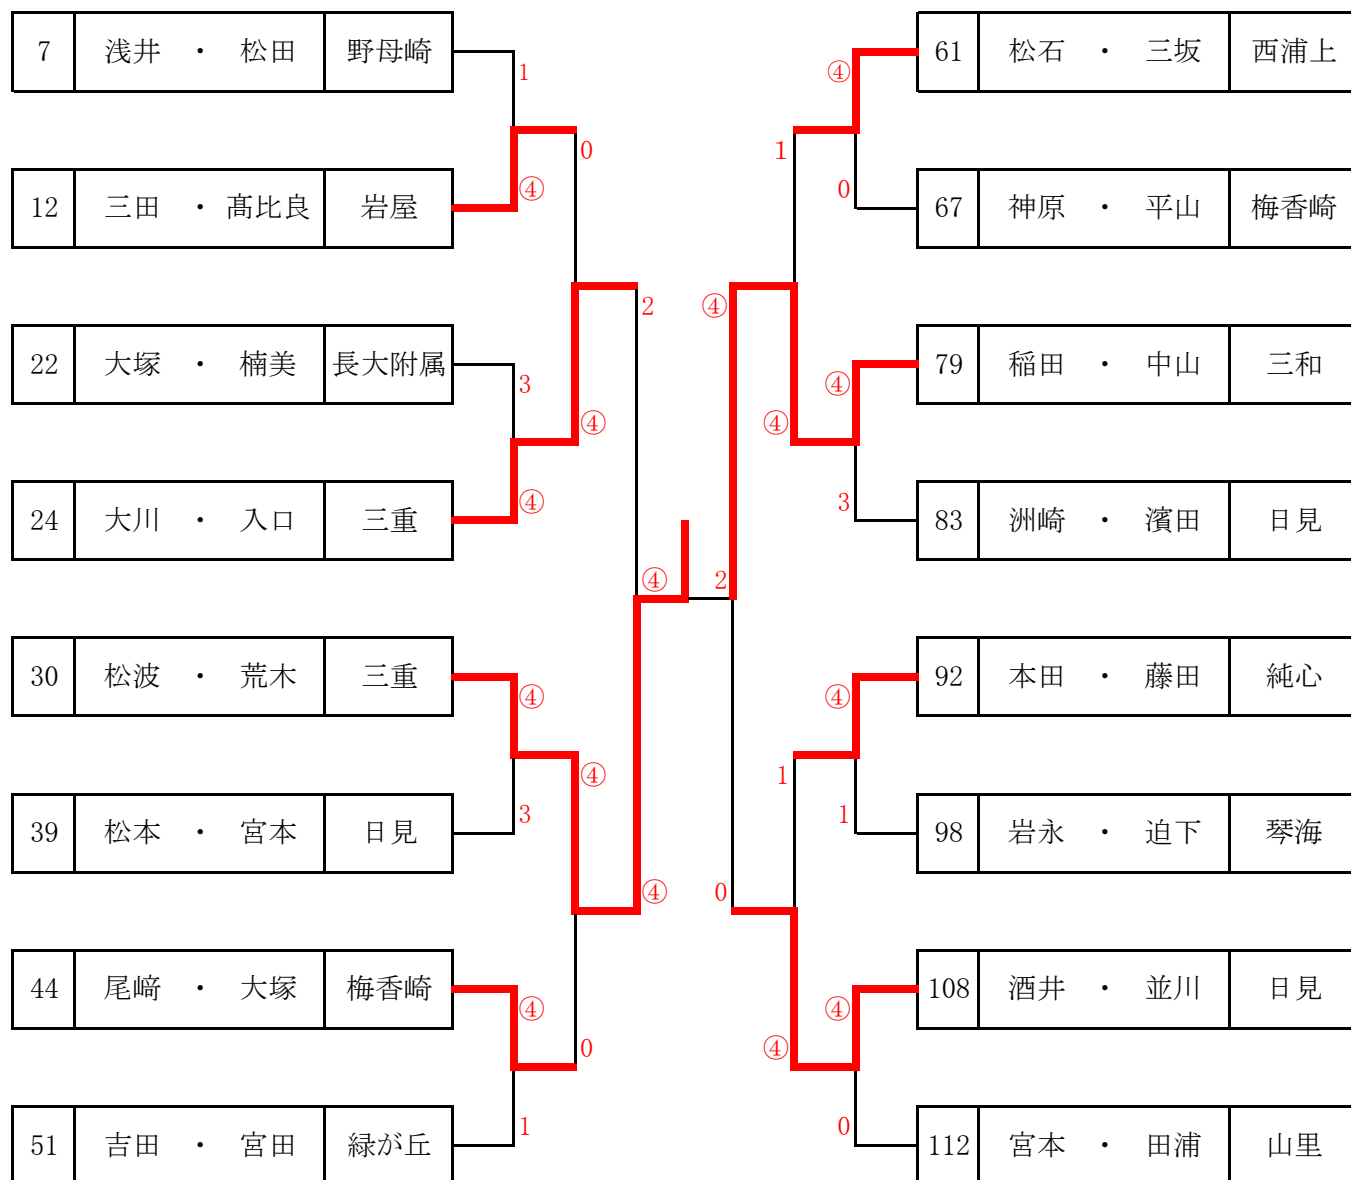 7 浅井 ・ 松田 野母崎
1
0
④
12 三田 ・ 髙比良 岩屋
2
22 大塚 ・ 楠美 長大附属
3
④
④
24 大川 ・ 入口 三重
④
30 松波 ・ 荒木 三重
④
④
3
39 松本 ・ 宮本 日見
④
44 尾﨑 ・ 大塚 梅香崎
④
0
1
51 吉田 ・ 宮田 緑が丘
61 松石 ・ 三坂 西浦上
④
1
0
67 神原 ・ 平山 梅香崎
④
79 稲田 ・ 中山 三和
④
④
3
83 洲崎 ・ 濱田 日見
2
92 本田 ・ 藤田 純心
④
1
1
98 岩永 ・ 迫下 琴海
0
108 酒井 ・ 並川 日見
④
④
0
112 宮本 ・ 田浦 山里